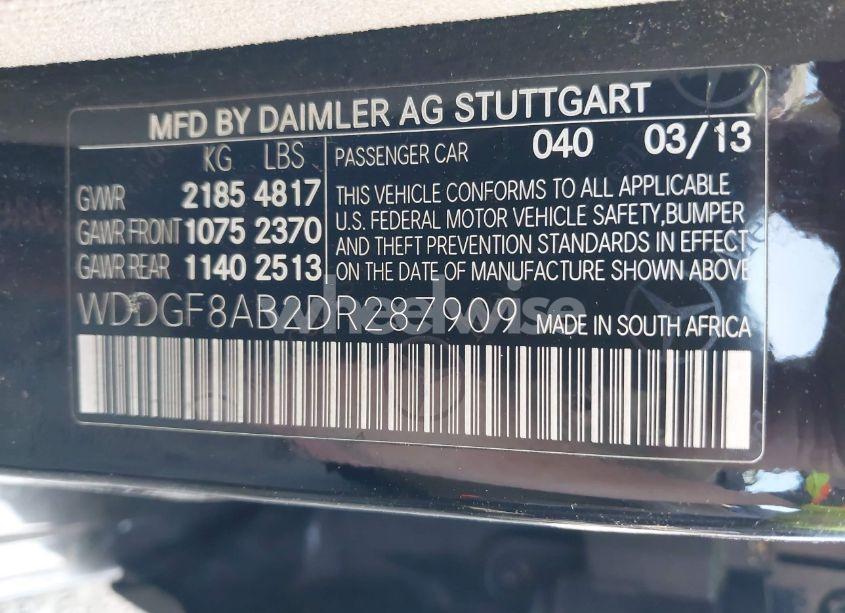 MFD BY DAIMLER AG STUTTGART
KG LBS
GVWR 2185 4817
GAWR FRONT 1075 2370
GAWR REAR 1140 2513
PASSENGER CAR 040 03/13
THIS VEHICLE CONFORMS TO ALL APPLICABLE
U.S. FEDERAL MOTOR VEHICLE SAFETY,BUMPER
AND THEFT PREVENTION STANDARDS IN EFFECT
ON THE DATE OF MANUFACTURE SHOWN ABOVE
WDDGF8AB2DR287909 MADE IN SOUTH AFRICA
wheelwise